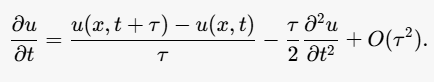 ∂u/∂t = (u(x, t + τ) − u(x, t))/τ − τ/2 ∂²u/∂t² + O(τ²).